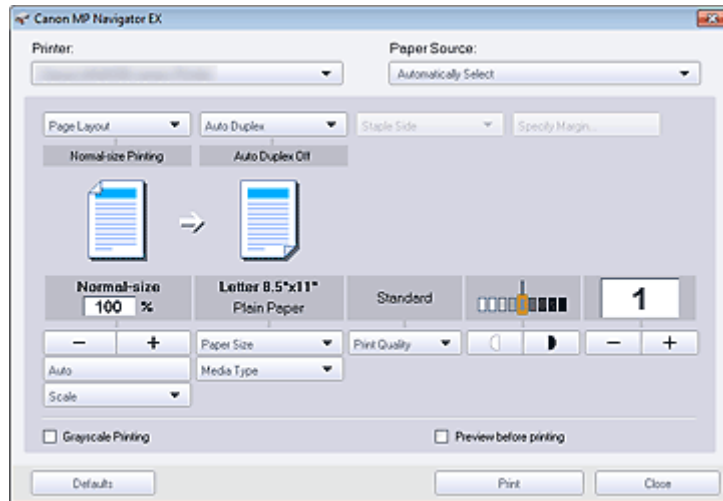 Canon MP Navigator EX
Printer:
Paper Source:
Automatically Select
Page Layout
Auto Duplex
Staple Side
Specify Margin...
Normal-size Printing
Auto Duplex Off
Normal-size
100 %
Letter 8.5"x11"
Plain Paper
Standard
1
- +
Paper Size
Print Quality
- +
Auto
Media Type
Scale
Grayscale Printing
Preview before printing
Defaults
Print
Close